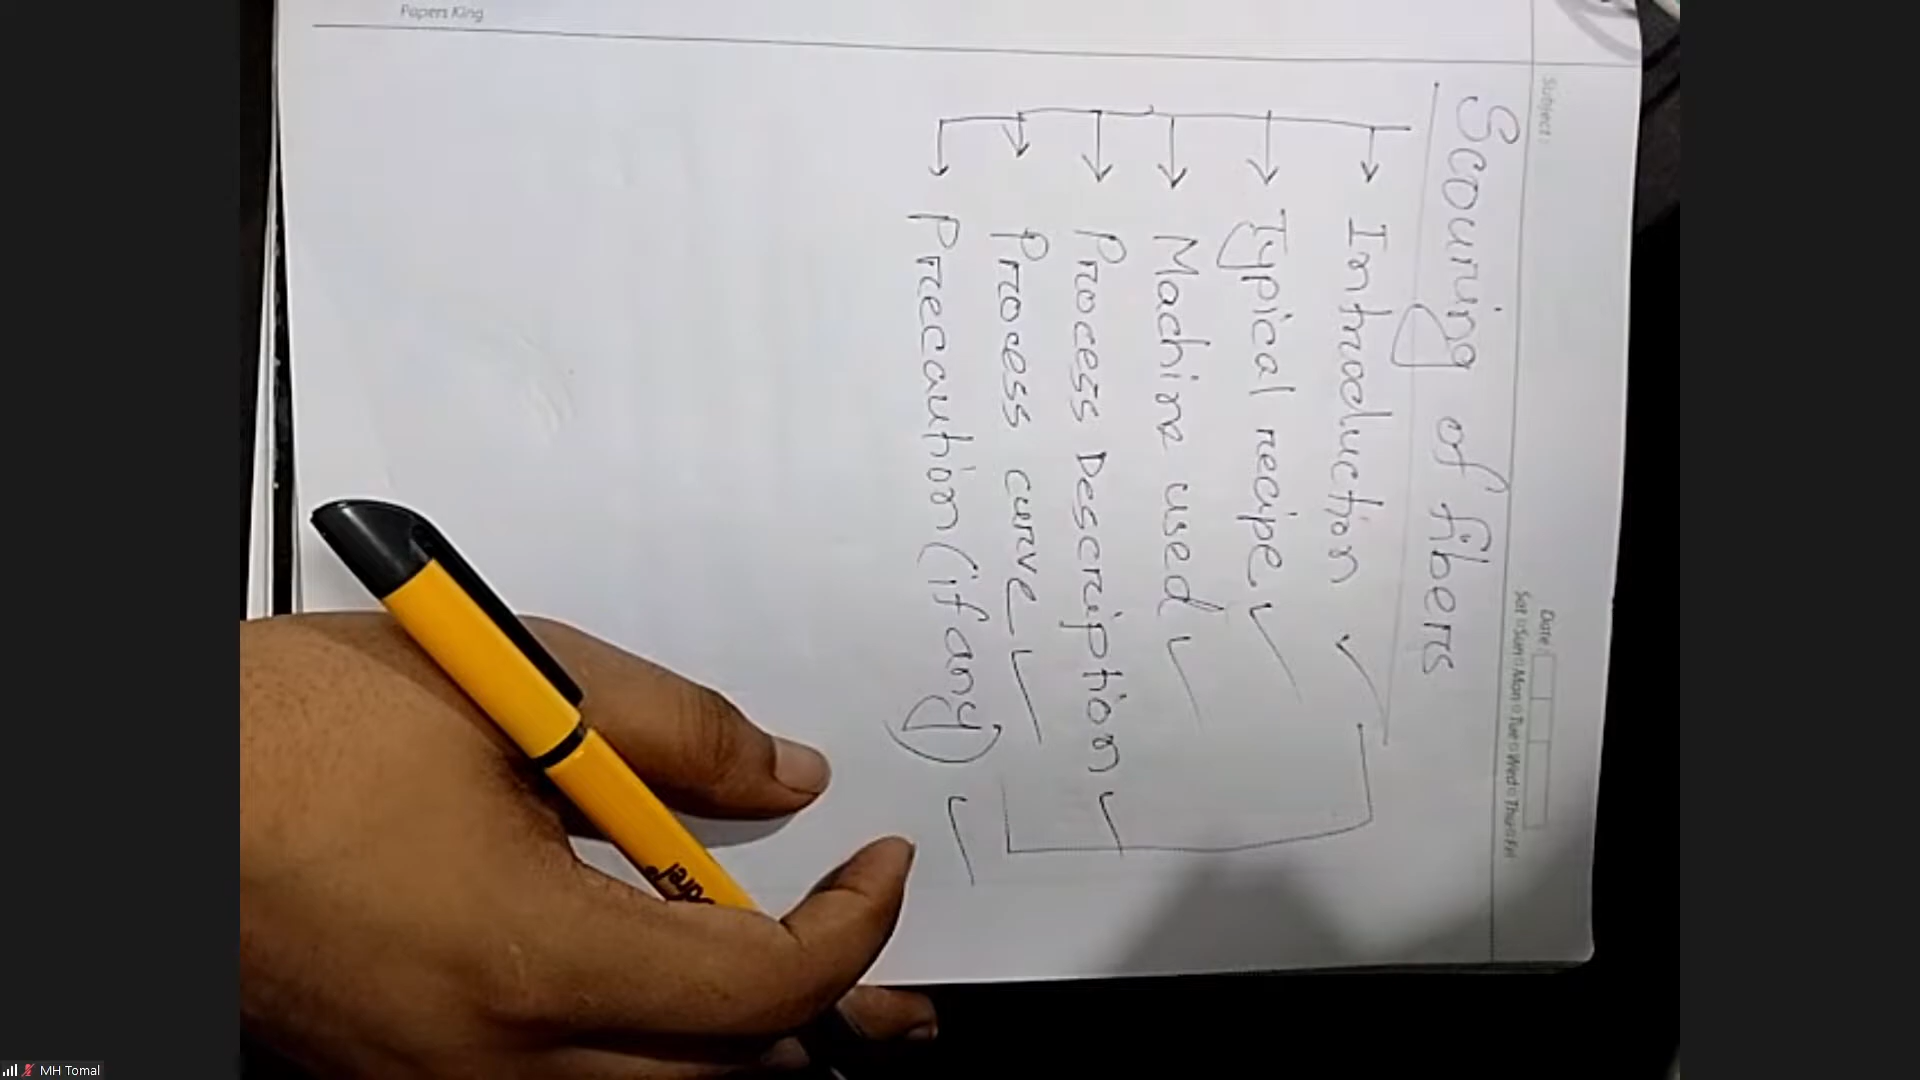 Papers King
Subject :
Date :
Sat Sun Mon Tue Wed Thu Fri
Scouring of fibers
Introduction
Typical recipe
Machine used
Process Description
Process curve
Precaution (if any)
MH Tomal